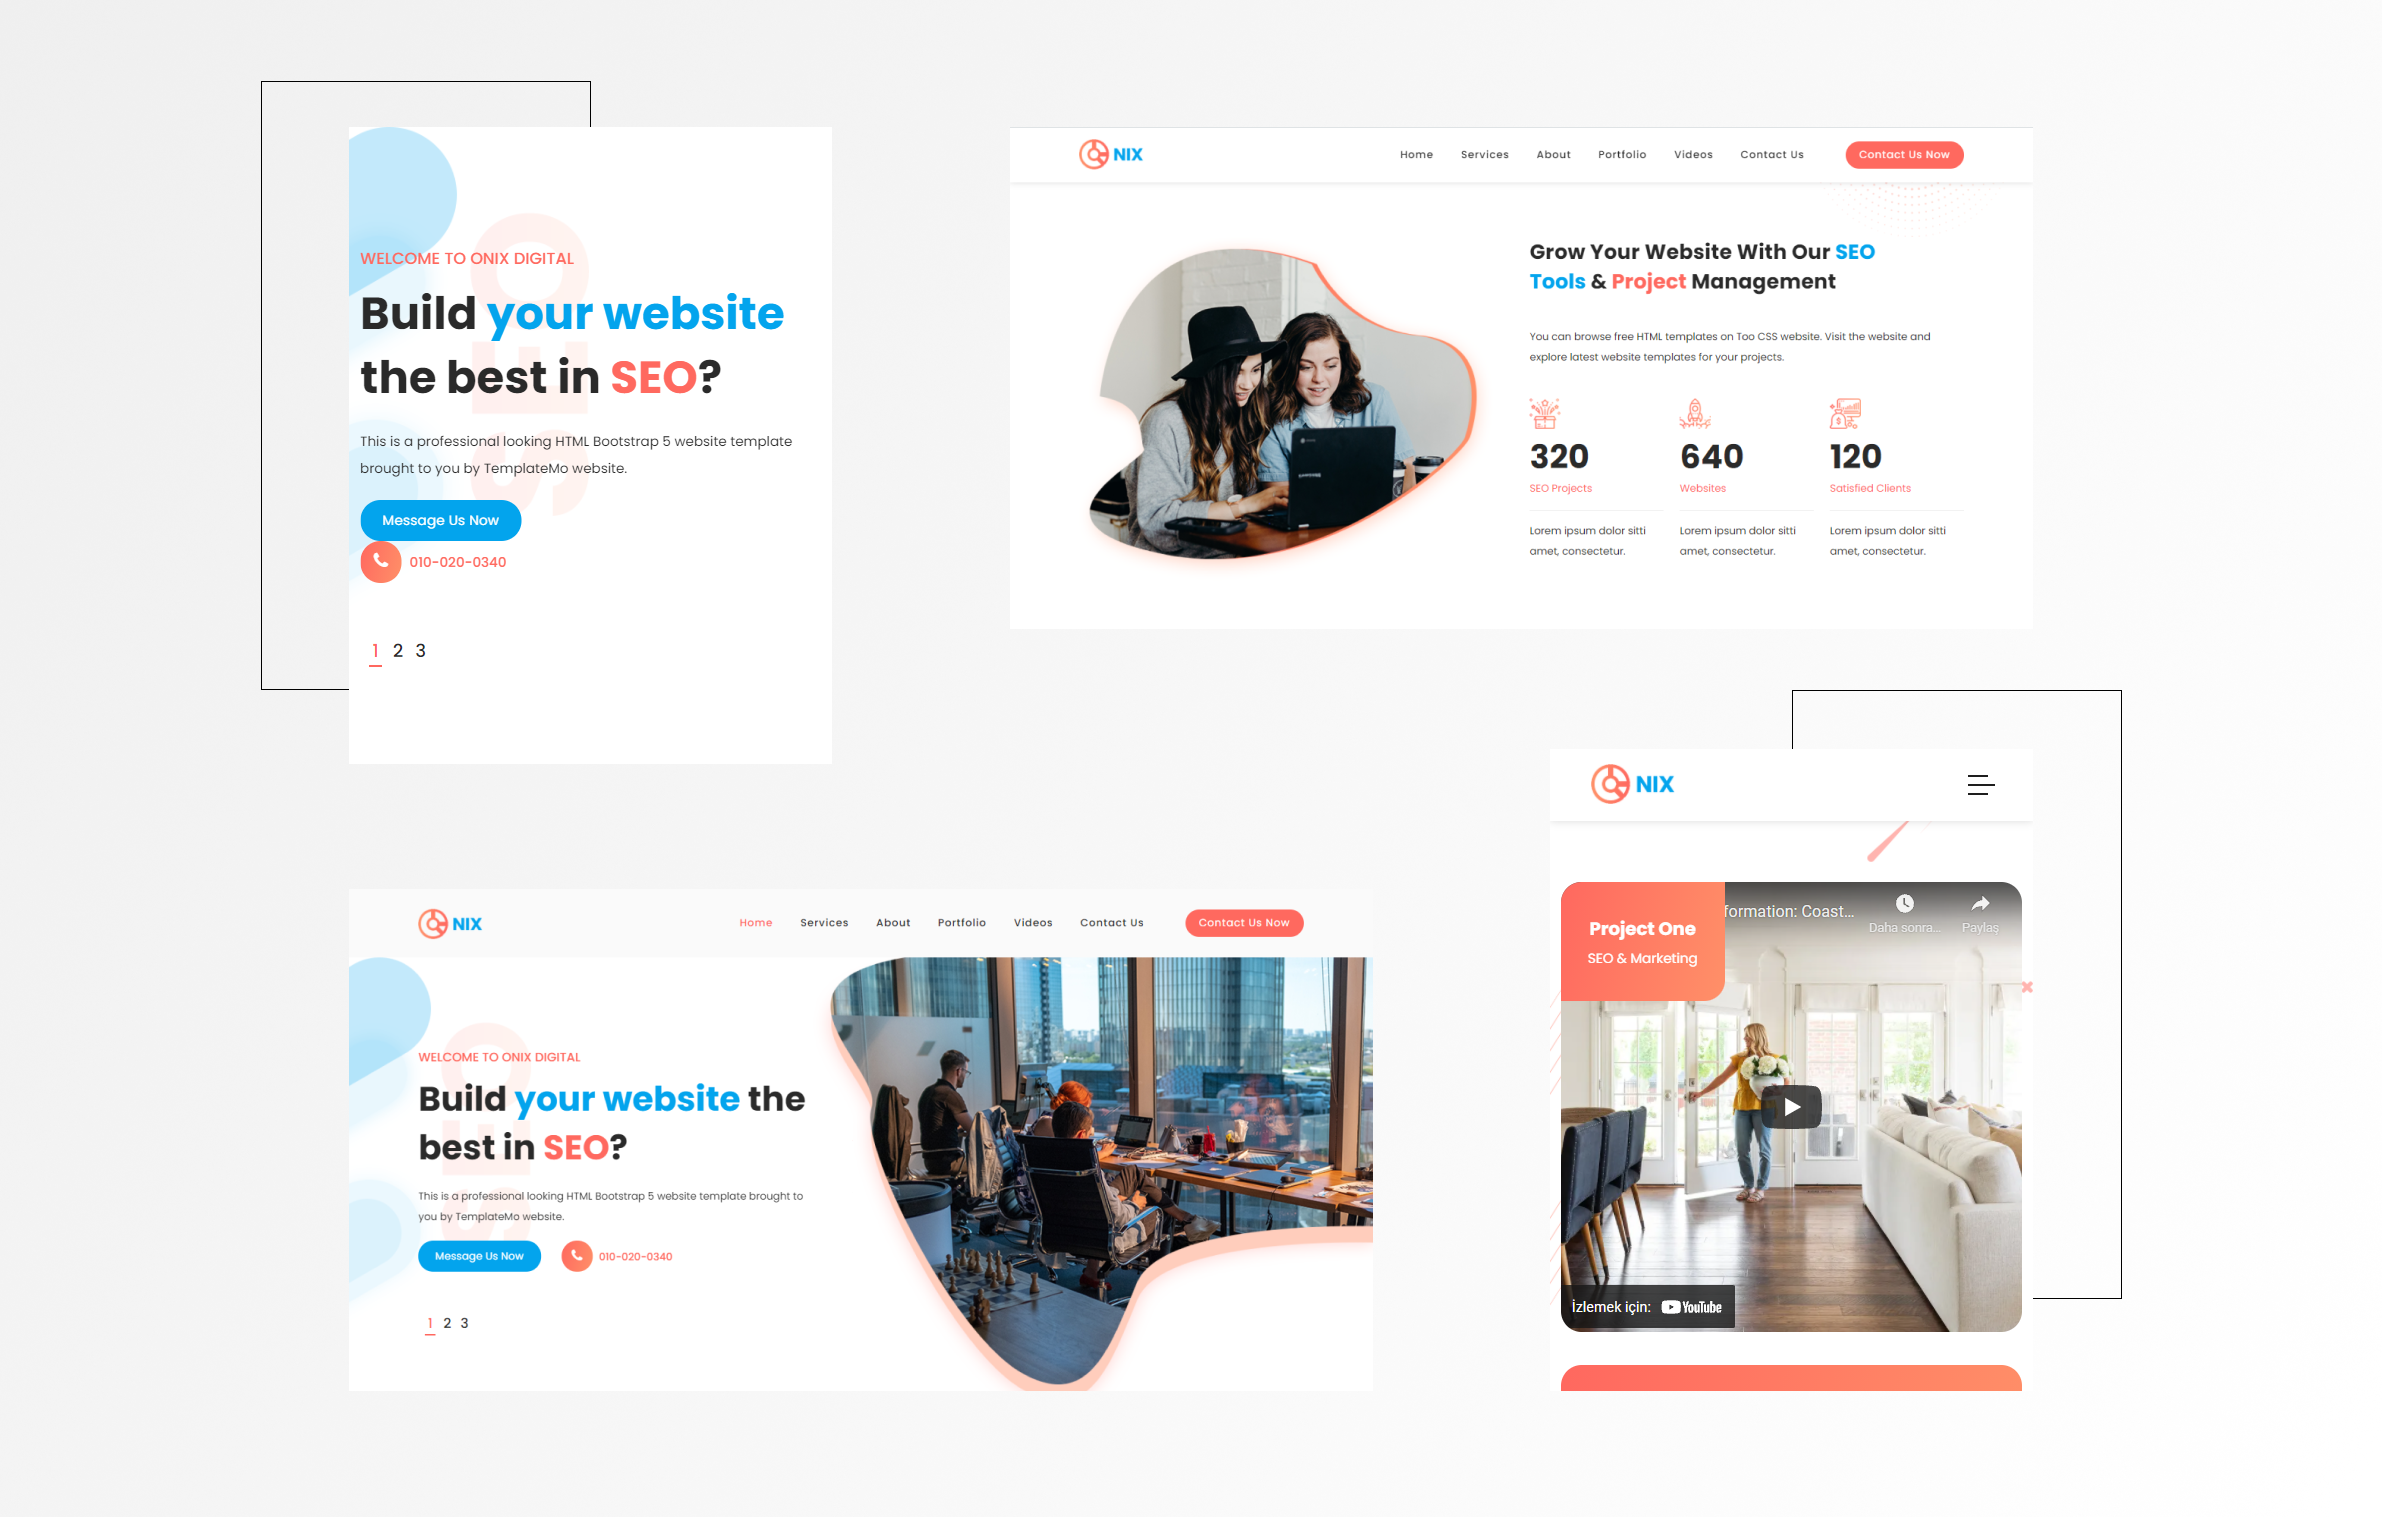 SEO
WELCOME TO ONIX DIGITAL
Build your website
the best in SEO?
This is a professional looking HTML Bootstrap 5 website template
brought to you by TemplateMo website.
Message Us Now
010-020-0340
1 2 3
NIX
Home Services About Portfolio Videos Contact Us Contact Us Now
Grow Your Website With Our SEO
Tools & Project Management
You can browse free HTML templates on Too CSS website. Visit the website and
explore latest website templates for your projects.
320 640 120
SEO Projects Websites Satisfied Clients
Lorem ipsum dolor sitti Lorem ipsum dolor sitti Lorem ipsum dolor sitti
amet, consectetur. amet, consectetur. amet, consectetur.
NIX
Home Services About Portfolio Videos Contact Us Contact Us Now
SEO
WELCOME TO ONIX DIGITAL
Build your website the
best in SEO?
This is a professional looking HTML Bootstrap 5 website template brought to
you by TemplateMo website.
Message Us Now 010-020-0340
1 2 3
NIX
formation: Coast...
Daha sonra... Paylaş
Project One
SEO & Marketing
İzlemek için: YouTube